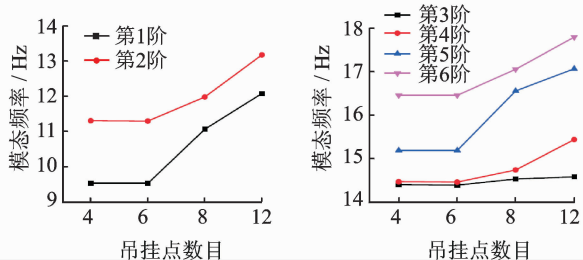 14
13
12
11
10
9
模态频率 / Hz
第1阶
第2阶
4 6 8 12
吊挂点数目
18
17
16
15
14
模态频率 / Hz
第3阶
第4阶
第5阶
第6阶
4 6 8 12
吊挂点数目